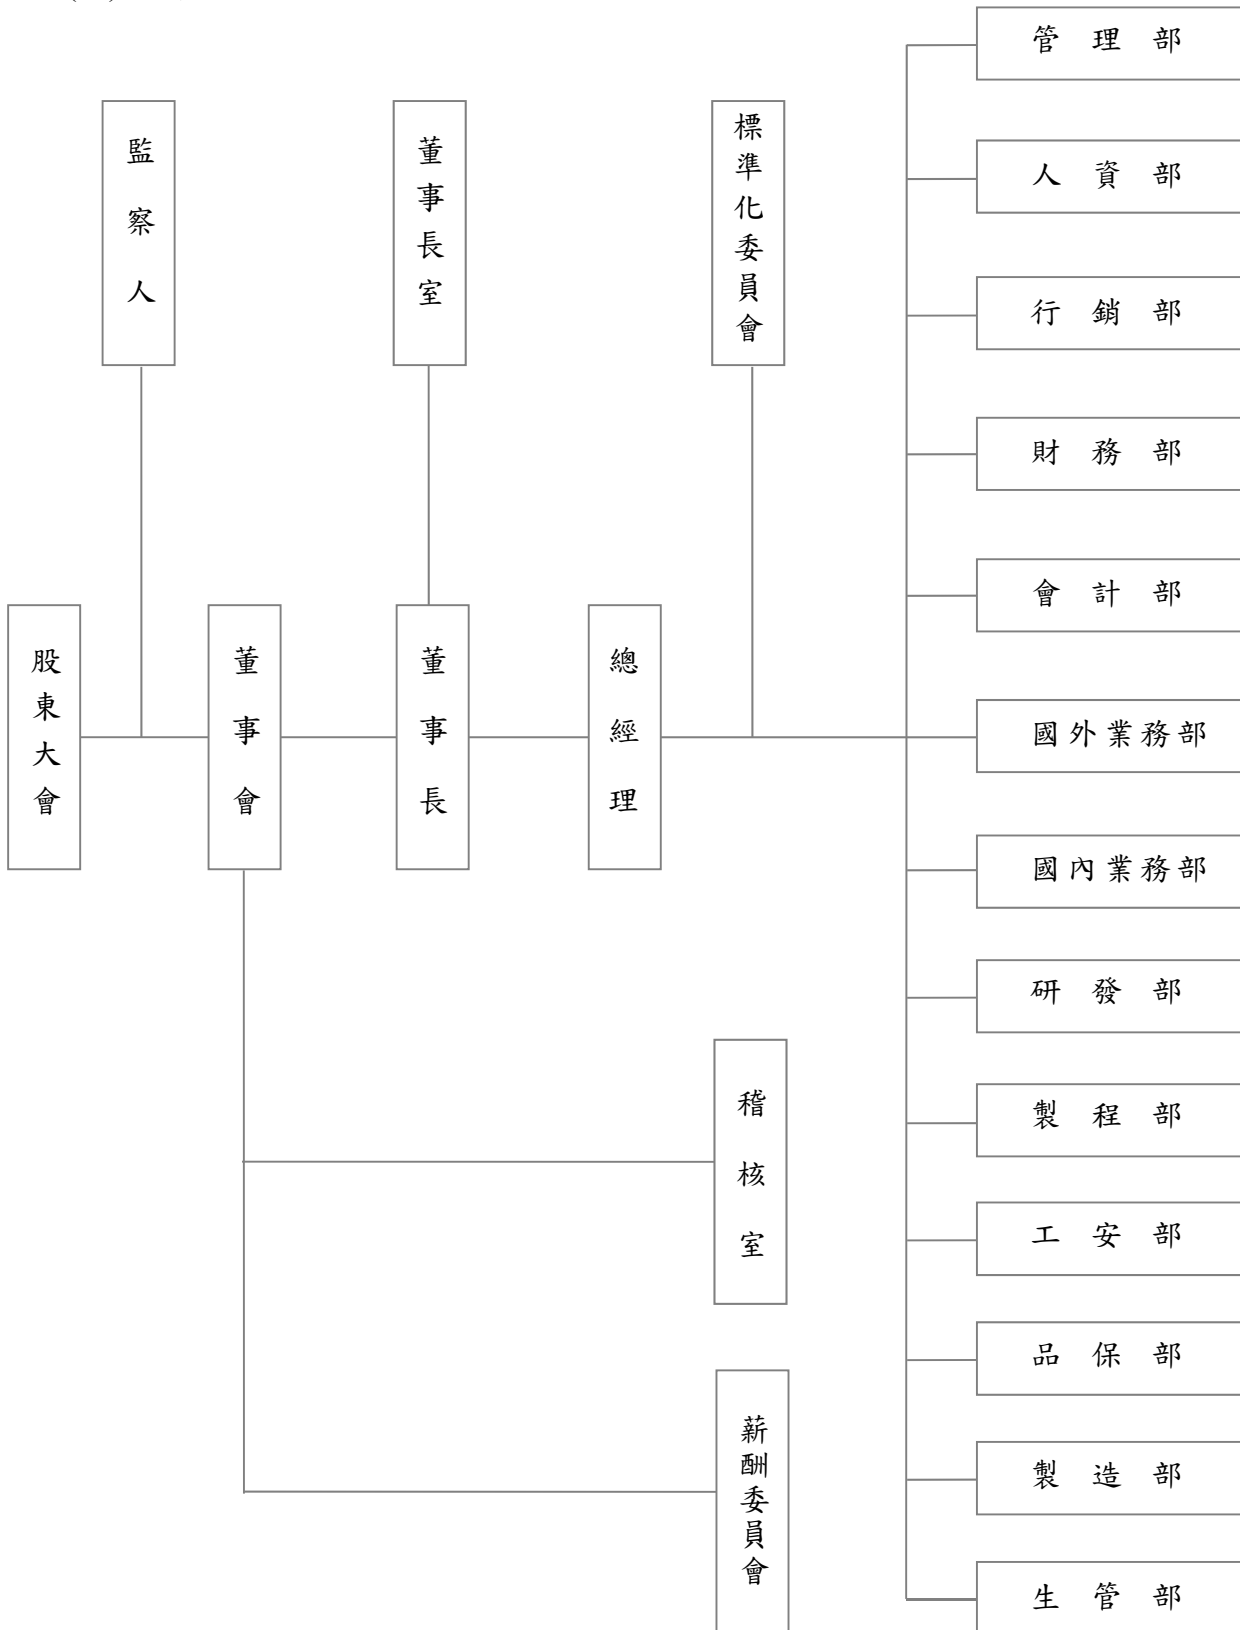 管理部
監察人
董事長室
標準化委員會
人資部
行銷部
財務部
會計部
股東大會
董事會
董事長
總經理
國外業務部
國內業務部
研發部
稽核室
製程部
工安部
品保部
薪酬委員會
製造部
生管部